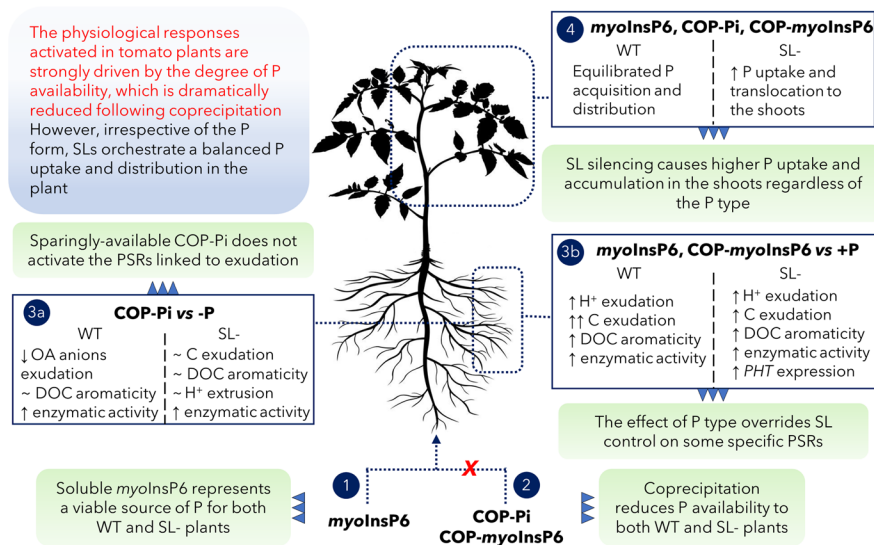 The physiological responses
activated in tomato plants are
strongly driven by the degree of P
availability, which is dramatically
reduced following coprecipitation
However, irrespective of the P
form, SLs orchestrate a balanced P
uptake and distribution in the
plant
4
myoInsP6, COP-Pi, COP-myoInsP6
WT
Equilibrated P
acquisition and
distribution
SL-
↑ P uptake and
translocation to
the shoots
SL silencing causes higher P uptake and
accumulation in the shoots regardless of
the P type
Sparingly-available COP-Pi does not
activate the PSRs linked to exudation
3a
COP-Pi vs -P
WT
↓ OA anions
exudation
~ DOC aromaticity
↑ enzymatic activity
SL-
~ C exudation
~ DOC aromaticity
~ H⁺ extrusion
↑ enzymatic activity
3b
myoInsP6, COP-myoInsP6 vs +P
WT
↑ H⁺ exudation
↑↑ C exudation
↑ DOC aromaticity
↑ enzymatic activity
SL-
↑ H⁺ exudation
↑ C exudation
↑ DOC aromaticity
↑ enzymatic activity
↑ PHT expression
The effect of P type overrides SL
control on some specific PSRs
Soluble myoInsP6 represents
a viable source of P for both
WT and SL- plants
1
myoInsP6
X
2
COP-Pi
COP-myoInsP6
Coprecipitation
reduces P availability to
both WT and SL- plants